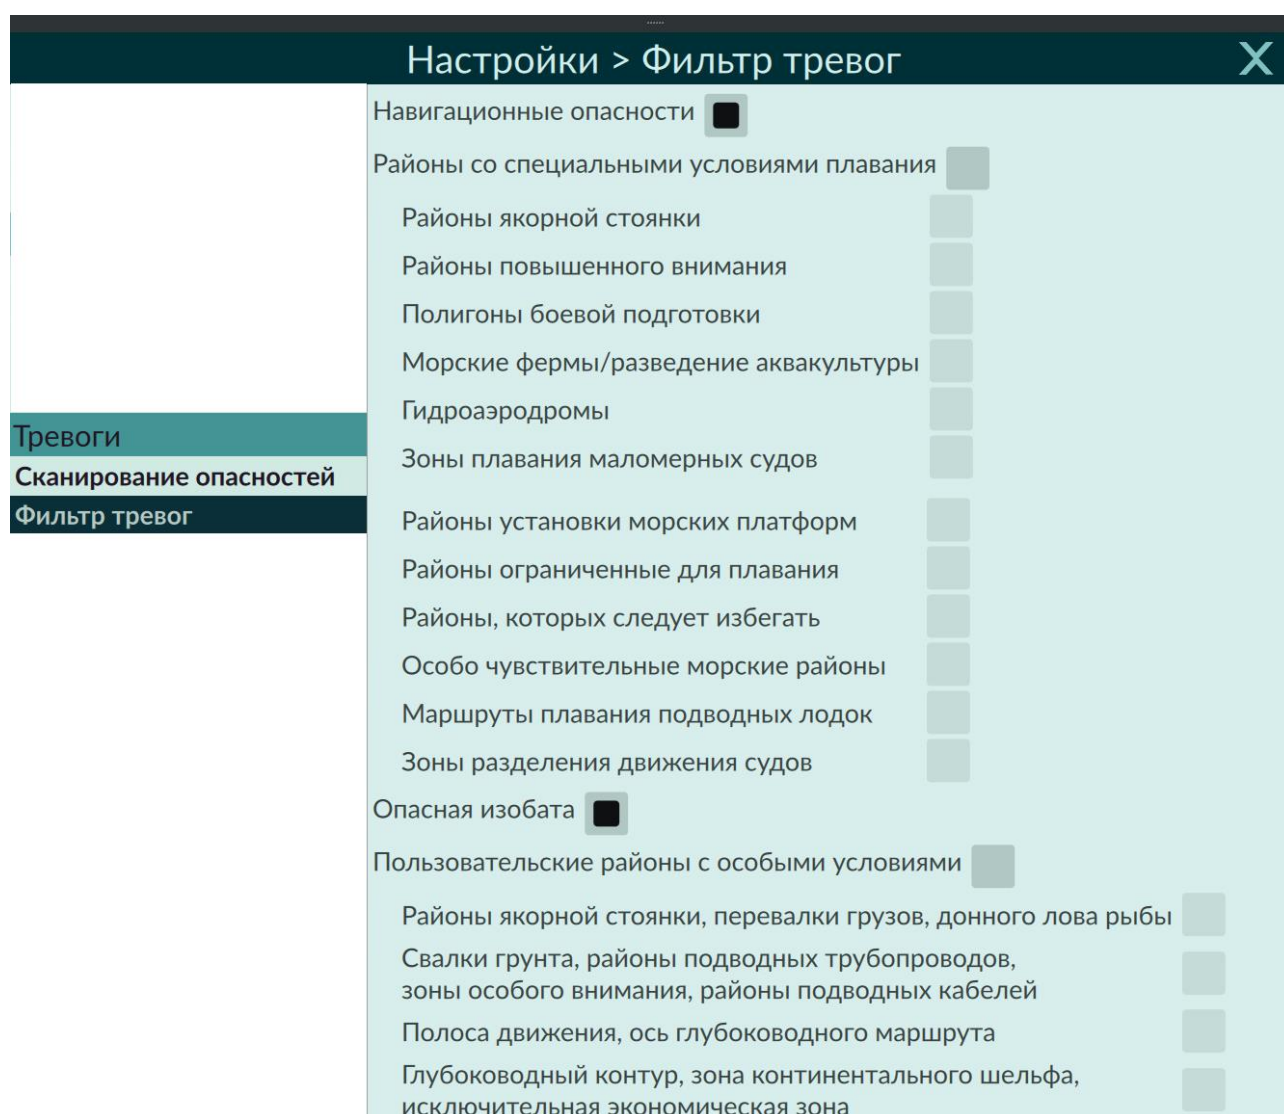 Настройки > Фильтр тревог X
Навигационные опасности
Районы со специальными условиями плавания
Районы якорной стоянки
Районы повышенного внимания
Полигоны боевой подготовки
Морские фермы/разведение аквакультуры
Гидроаэродромы
Зоны плавания маломерных судов
Районы установки морских платформ
Районы ограниченные для плавания
Районы, которых следует избегать
Особо чувствительные морские районы
Маршруты плавания подводных лодок
Зоны разделения движения судов
Опасная изобата
Пользовательские районы с особыми условиями
Районы якорной стоянки, перевалки грузов, донного лова рыбы
Свалки грунта, районы подводных трубопроводов,
зоны особого внимания, районы подводных кабелей
Полоса движения, ось глубоководного маршрута
Глубоководный контур, зона континентального шельфа,
исключительная экономическая зона
Тревоги
Сканирование опасностей
Фильтр тревог